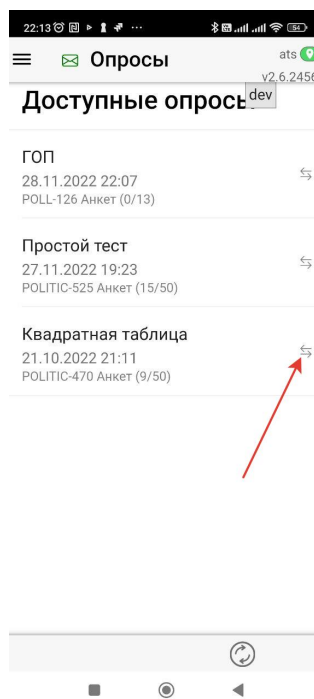 22:13
54
Опросы
ats
v2.6.2456
dev
Доступные опросы
ГОП
28.11.2022 22:07
POLL-126 Анкет (0/13)
Простой тест
27.11.2022 19:23
POLITIC-525 Анкет (15/50)
Квадратная таблица
21.10.2022 21:11
POLITIC-470 Анкет (9/50)